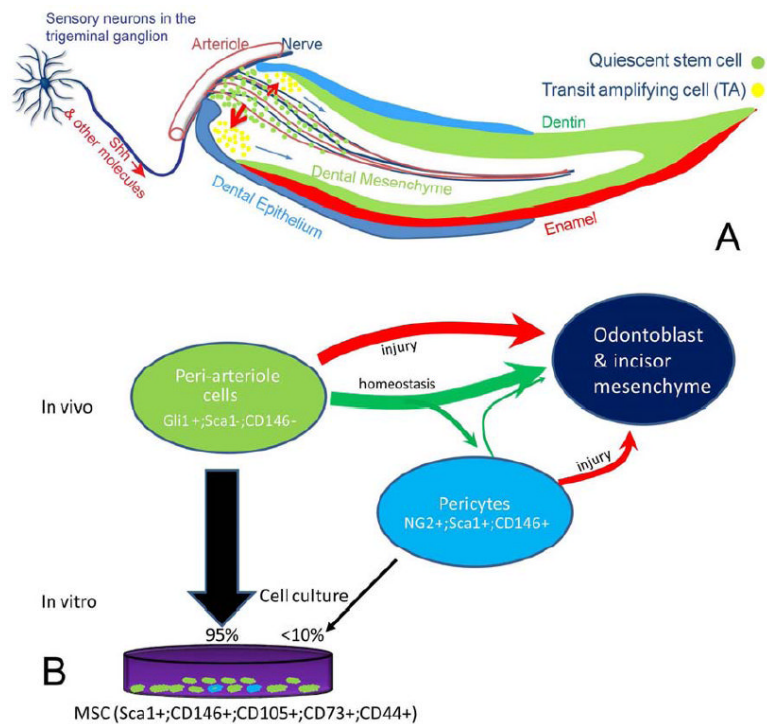 Sensory neurons in the
trigeminal ganglion
Arteriole
Nerve
Quiescent stem cell
Transit amplifying cell (TA)
Shh
& other molecules
Dentin
Dental Mesenchyme
Dental Epithelium
Enamel
A
injury
Odontoblast
& incisor
mesenchyme
Peri-arteriole
cells
Gli1+;Sca1-;CD146-
homeostasis
In vivo
injury
Pericytes
NG2+;Sca1+;CD146+
In vitro
Cell culture
95%
<10%
B
MSC (Sca1+;CD146+;CD105+;CD73+;CD44+)